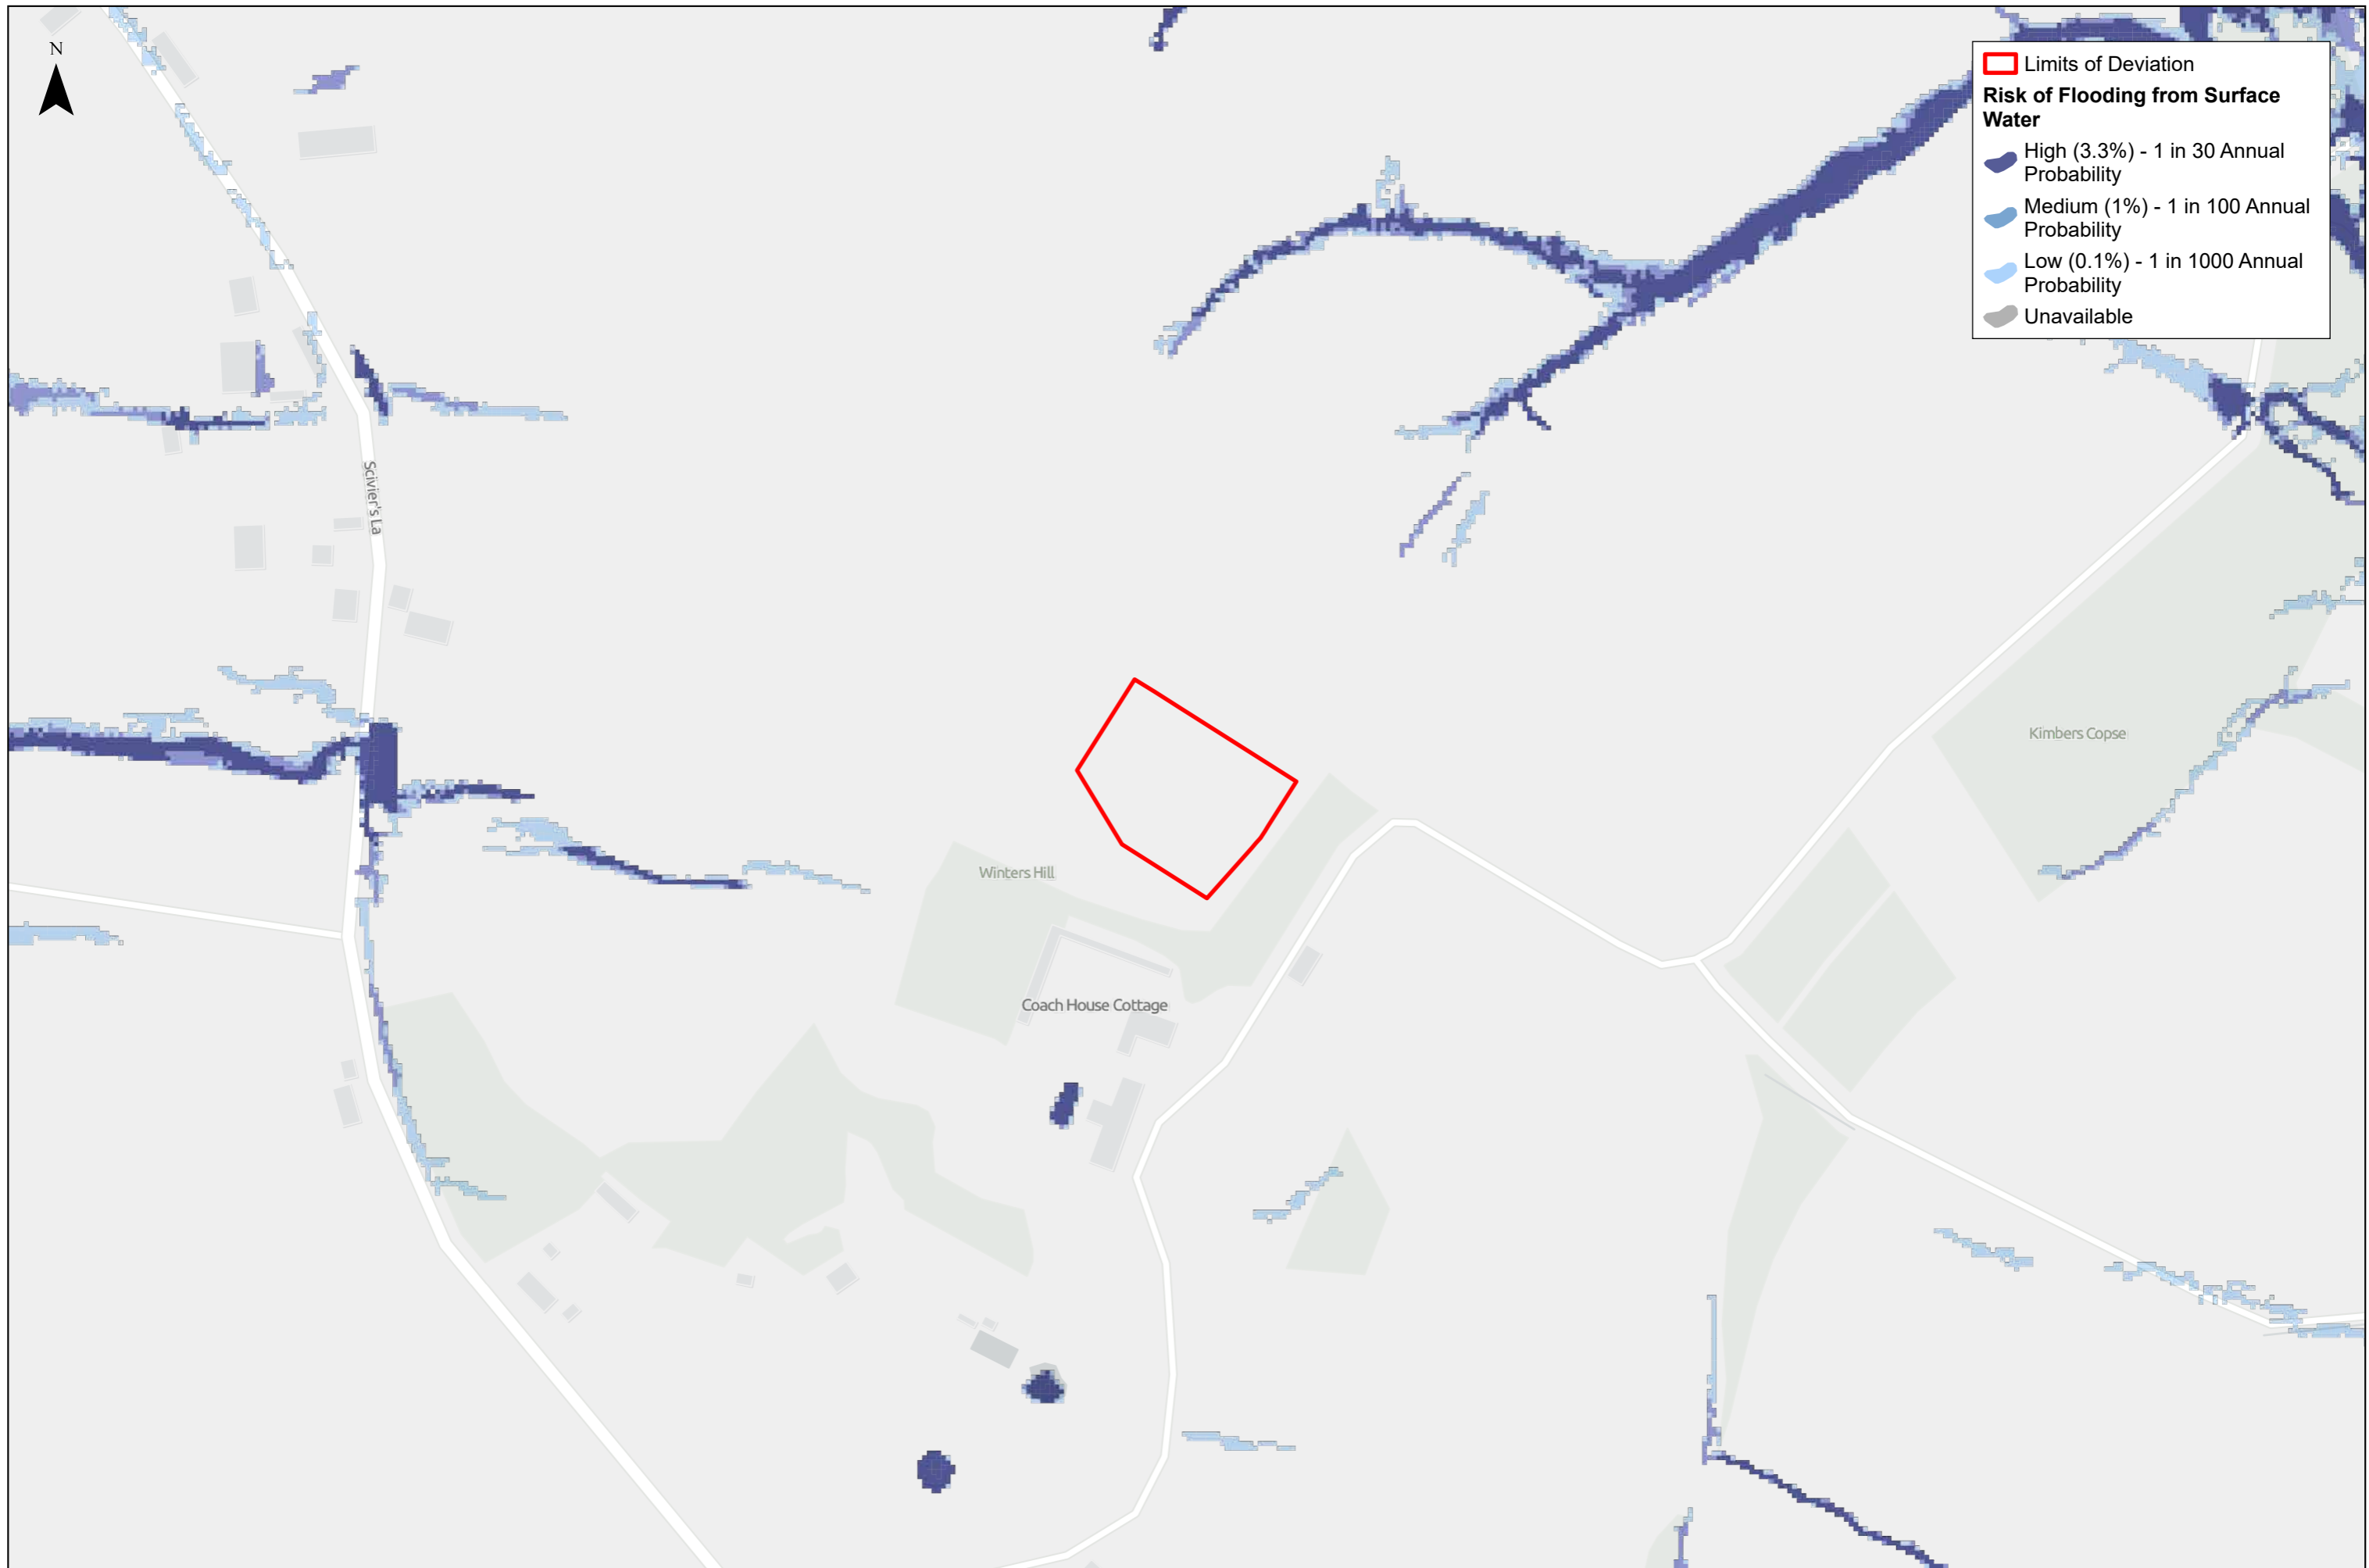 N
Limits of Deviation
Risk of Flooding from Surface
Water
High (3.3%) - 1 in 30 Annual
Probability
Medium (1%) - 1 in 100 Annual
Probability
Low (0.1%) - 1 in 1000 Annual
Probability
Unavailable
Scivier's La
Kimbers Copse
Winters Hill
Coach House Cottage